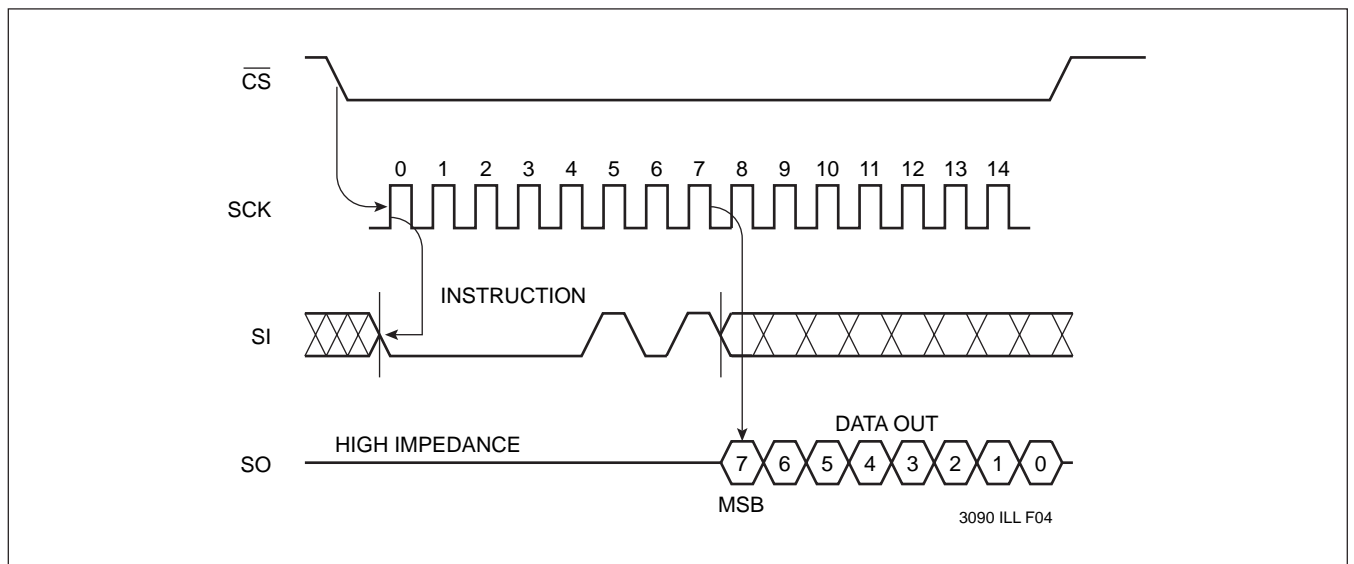 CS
0 1 2 3 4 5 6 7 8 9 10 11 12 13 14
SCK
INSTRUCTION
SI
DATA OUT
HIGH IMPEDANCE
SO
7 6 5 4 3 2 1 0
MSB
3090 ILL F04